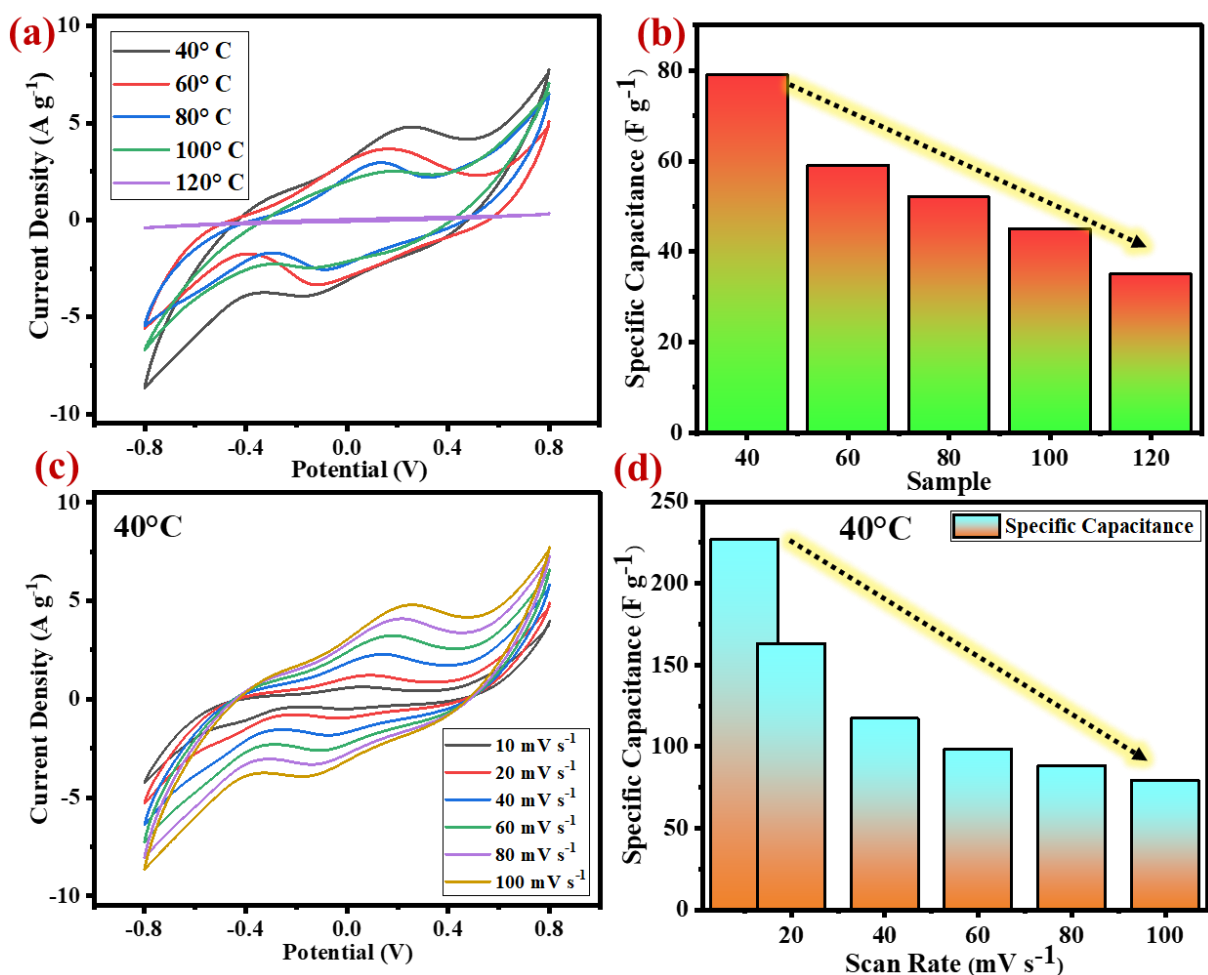 (a)
10
5
0
-5
-10
Current Density (A g⁻¹)
40° C
60° C
80° C
100° C
120° C
-0.8 -0.4 0.0 0.4 0.8
Potential (V)
(b)
80
60
40
20
0
Specific Capacitance (F g⁻¹)
40 60 80 100 120
Sample
(c)
40°C
10
5
0
-5
-10
Current Density (A g⁻¹)
10 mV s⁻¹
20 mV s⁻¹
40 mV s⁻¹
60 mV s⁻¹
80 mV s⁻¹
100 mV s⁻¹
-0.8 -0.4 0.0 0.4 0.8
Potential (V)
(d)
40°C
Specific Capacitance
250
200
150
100
50
0
Specific Capacitance (F g⁻¹)
20 40 60 80 100
Scan Rate (mV s⁻¹)